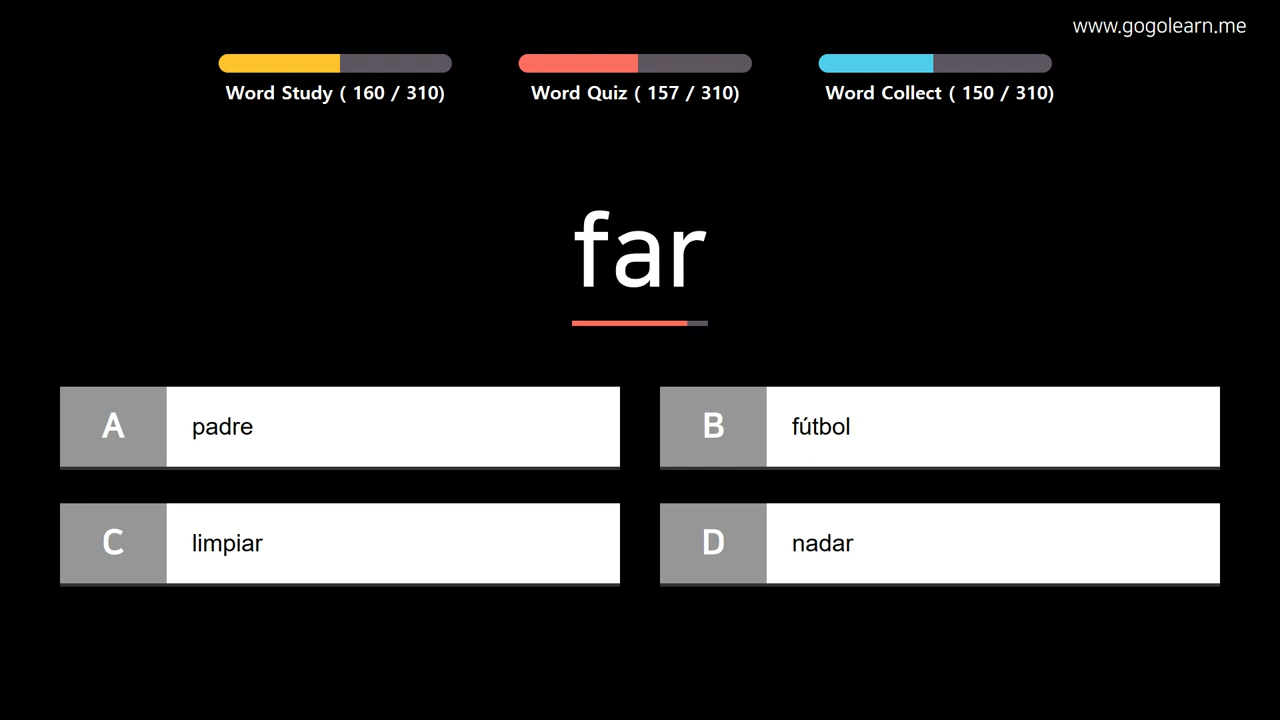 www.gogolearn.me
Word Study ( 160 / 310)
Word Quiz ( 157 / 310)
Word Collect ( 150 / 310)
far
A padre
B fútbol
C limpiar
D nadar